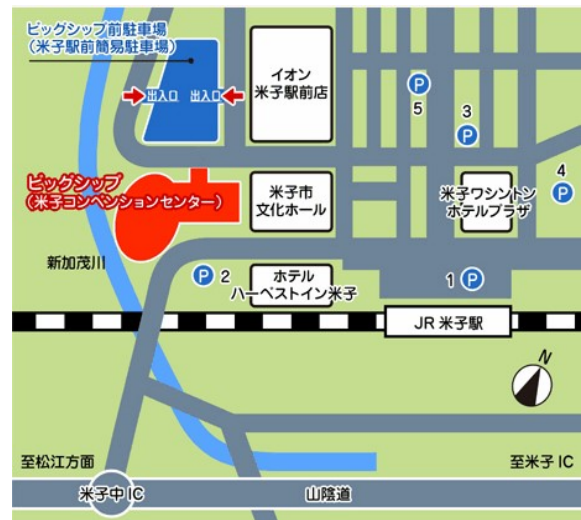 ビッグシップ前駐車場
（米子駅前簡易駐車場）
出入口
出入口
イオン
米子駅前店
P
5
3
P
4
P
ビッグシップ
（米子コンベンションセンター）
米子市
文化ホール
米子ワシントン
ホテルプラザ
新加茂川
P 2
ホテル
ハーベストイン米子
1 P
JR 米子駅
N
至松江方面
至米子 IC
米子中 IC
山陰道